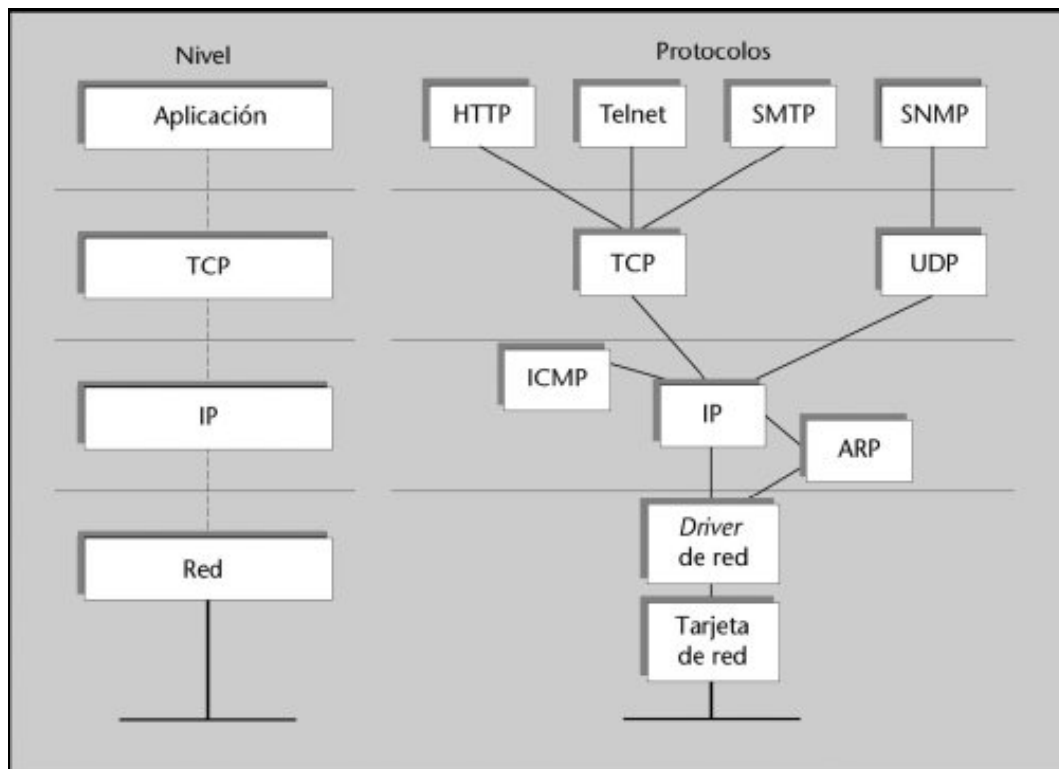 Nivel
Protocolos
Aplicación
HTTP
Telnet
SMTP
SNMP
TCP
TCP
UDP
IP
ICMP
IP
ARP
Red
Driver
de red
Tarjeta
de red